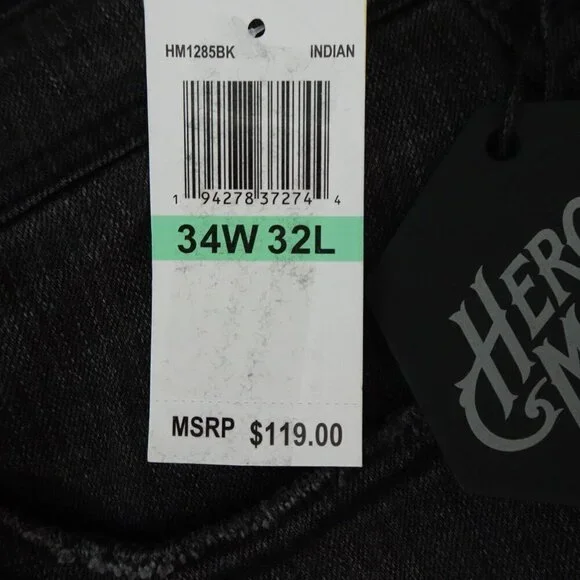 HM1285BK INDIAN
1 94278 37274 4
34W 32L
MSRP $119.00